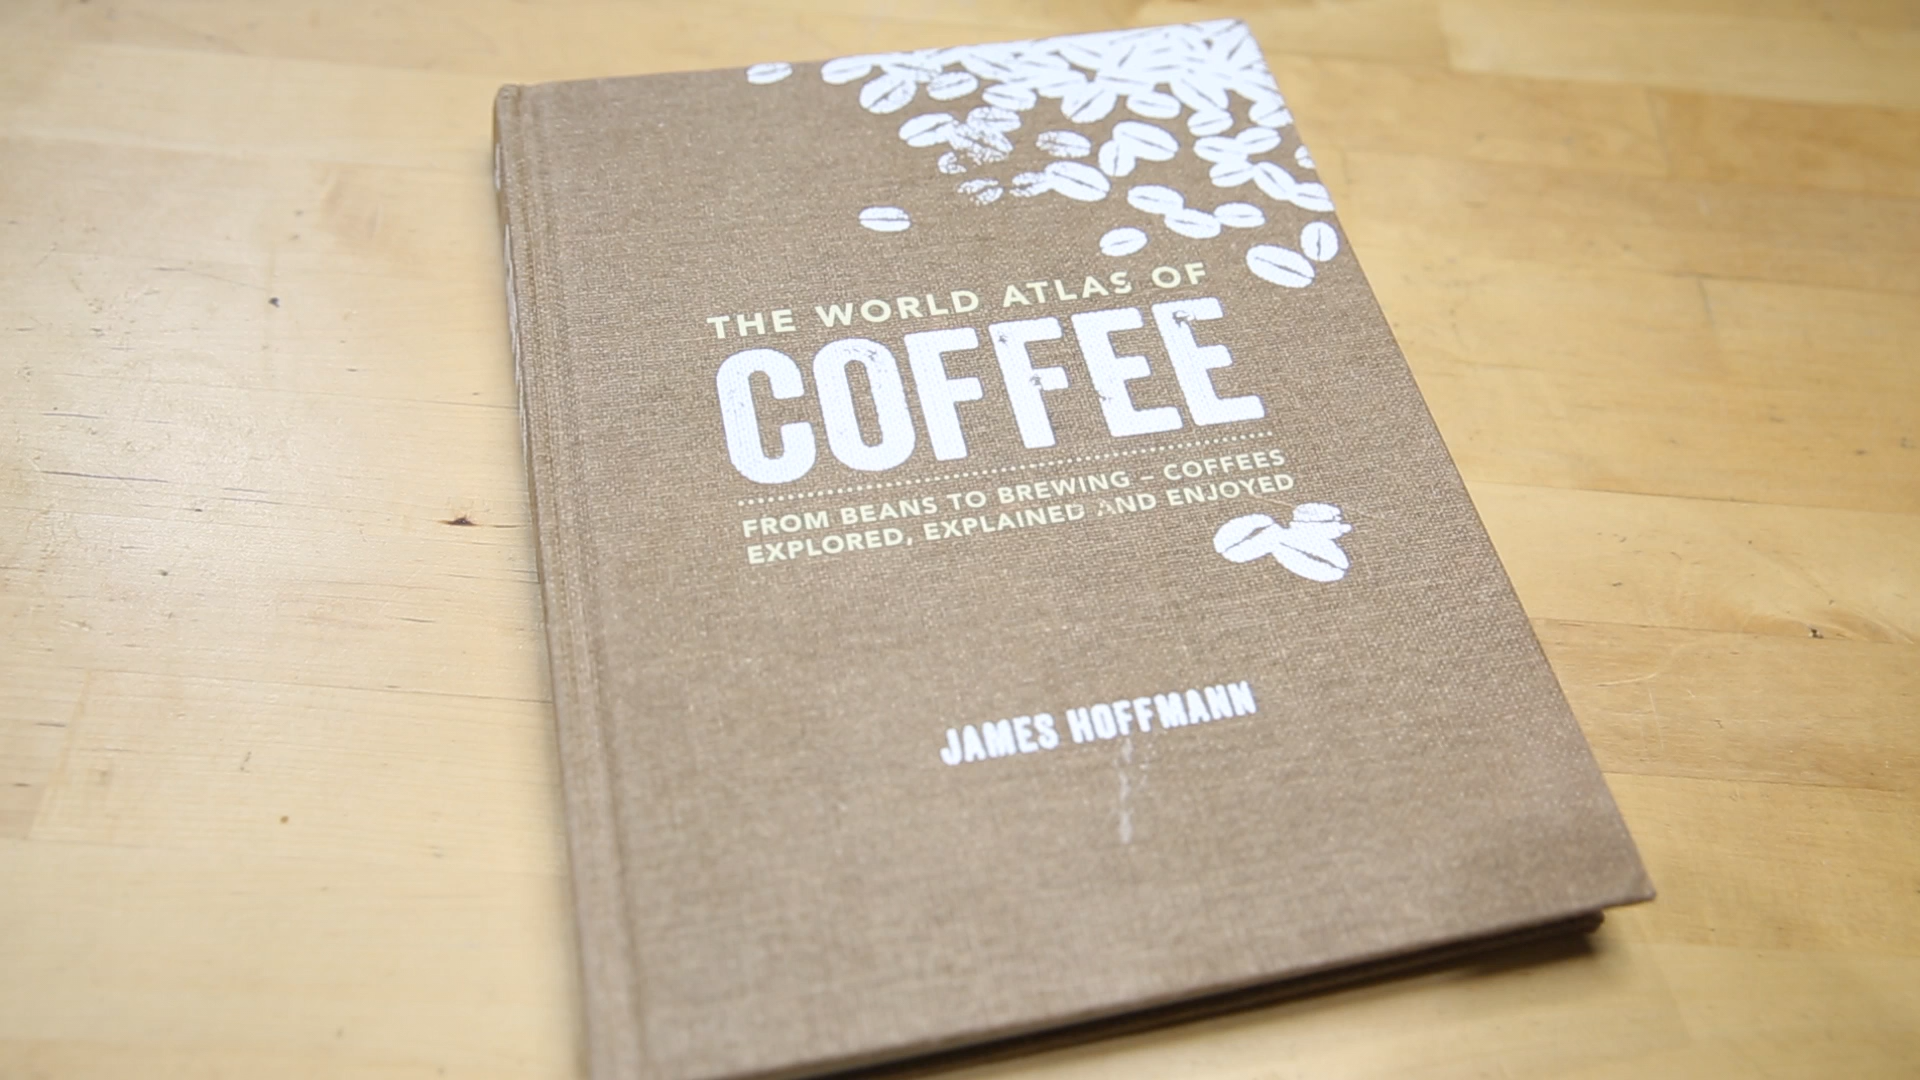 THE WORLD ATLAS OF
COFFEE
FROM BEANS TO BREWING – COFFEES
EXPLORED, EXPLAINED AND ENJOYED
JAMES HOFFMANN